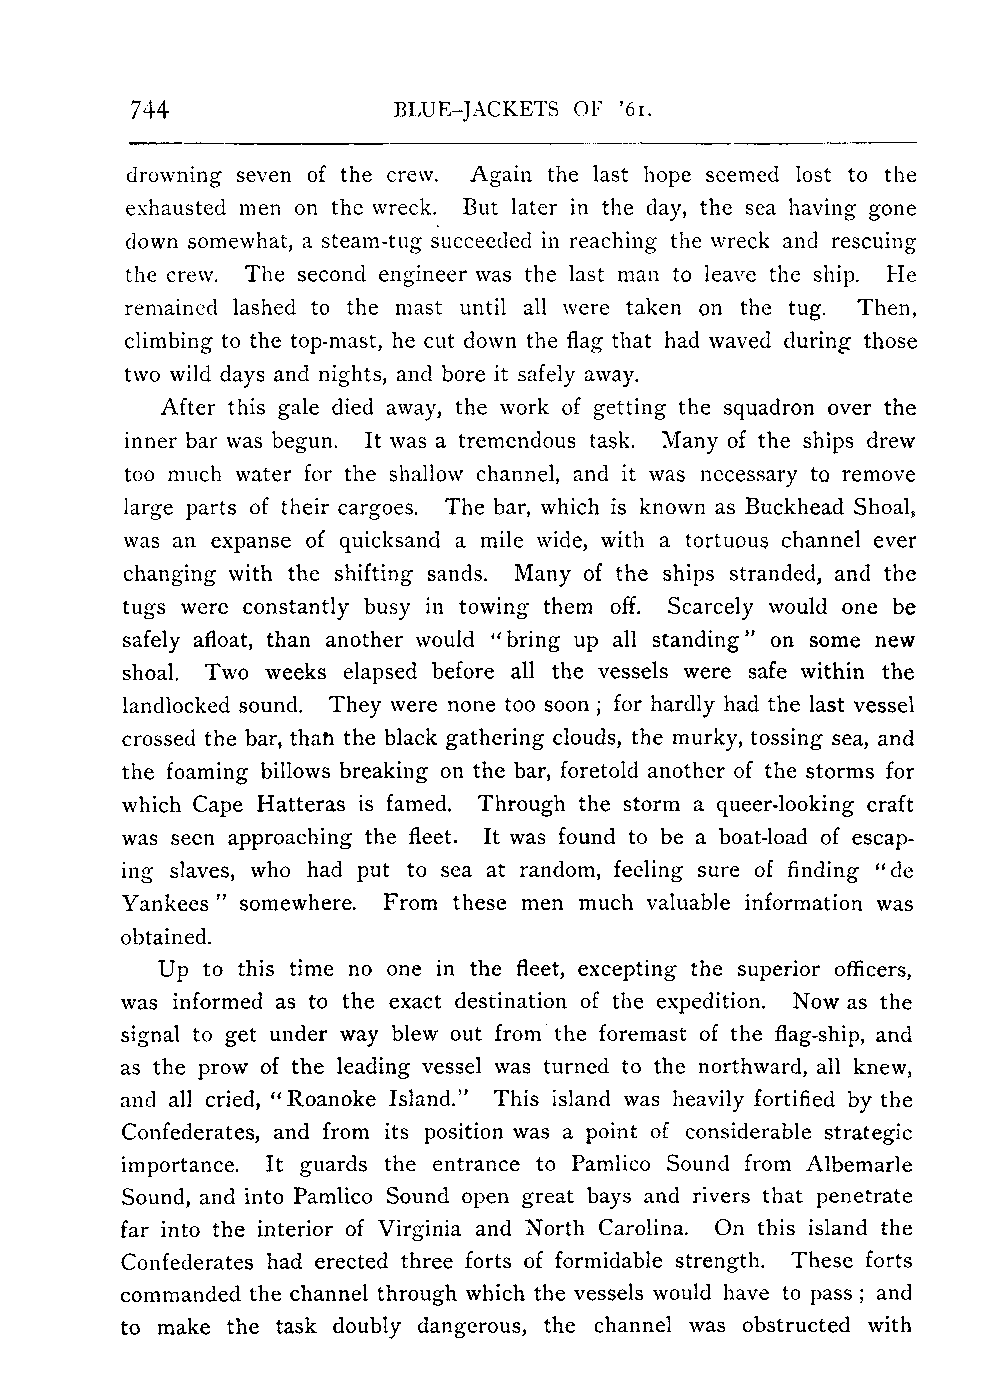 744 BLUE-JACKETS OF '61.
drowning seven of the crew. Again the last hope seemed lost to the
exhausted men on the wreck. But later in the day, the sea having gone
down somewhat, a steam-tug succeeded in reaching the wreck and rescuing
the crew. The second engineer was the last man to leave the ship. He
remained lashed to the mast until all were taken on the tug. Then,
climbing to the top-mast, he cut down the flag that had waved during those
two wild days and nights, and bore it safely away.
After this gale died away, the work of getting the squadron over the
inner bar was begun. It was a tremendous task. Many of the ships drew
too much water for the shallow channel, and it was necessary to remove
large parts of their cargoes. The bar, which is known as Buckhead Shoal,
was an expanse of quicksand a mile wide, with a tortuous channel ever
changing with the shifting sands. Many of the ships stranded, and the
tugs were constantly busy in towing them off. Scarcely would one be
safely afloat, than another would "bring up all standing" on some new
shoal. Two weeks elapsed before all the vessels were safe within the
landlocked sound. They were none too soon; for hardly had the last vessel
crossed the bar, than the black gathering clouds, the murky, tossing sea, and
the foaming billows breaking on the bar, foretold another of the storms for
which Cape Hatteras is famed. Through the storm a queer-looking craft
was seen approaching the fleet. It was found to be a boat-load of escap-
ing slaves, who had put to sea at random, feeling sure of finding "de
Yankees" somewhere. From these men much valuable information was
obtained.
Up to this time no one in the fleet, excepting the superior officers,
was informed as to the exact destination of the expedition. Now as the
signal to get under way blew out from the foremast of the flag-ship, and
as the prow of the leading vessel was turned to the northward, all knew,
and all cried, "Roanoke Island." This island was heavily fortified by the
Confederates, and from its position was a point of considerable strategic
importance. It guards the entrance to Pamlico Sound from Albemarle
Sound, and into Pamlico Sound open great bays and rivers that penetrate
far into the interior of Virginia and North Carolina. On this island the
Confederates had erected three forts of formidable strength. These forts
commanded the channel through which the vessels would have to pass; and
to make the task doubly dangerous, the channel was obstructed with